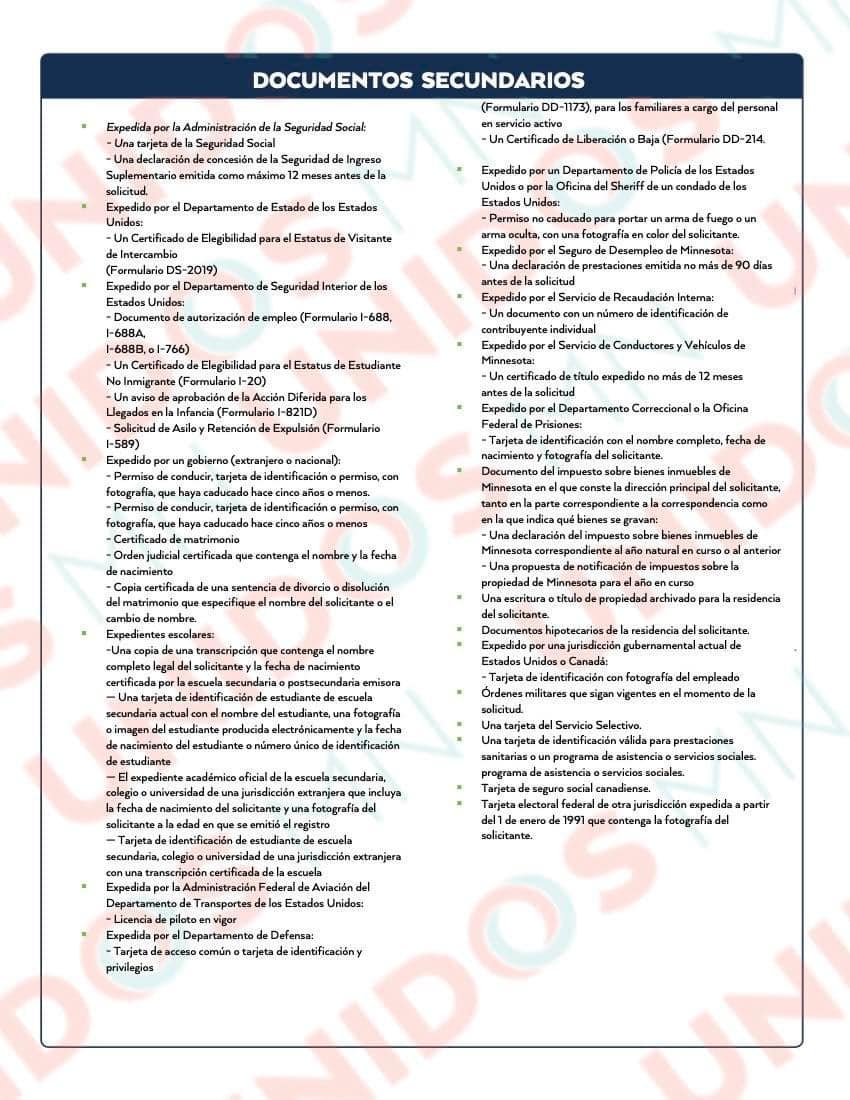 DOCUMENTOS SECUNDARIOS
Expedida por la Administración de la Seguridad Social:
- Una tarjeta de la Seguridad Social
- Una declaración de concesión de la Seguridad de Ingreso
Suplementario emitida como máximo 12 meses antes de la
solicitud.
Expedido por el Departamento de Estado de los Estados
Unidos:
- Un Certificado de Elegibilidad para el Estatus de Visitante
de Intercambio
(Formulario DS-2019)
Expedido por el Departamento de Seguridad Interior de los
Estados Unidos:
- Documento de autorización de empleo (Formulario I-688,
I-688A,
I-688B, o I-766)
- Un Certificado de Elegibilidad para el Estatus de Estudiante
No Inmigrante (Formulario I-20)
- Un aviso de aprobación de la Acción Diferida para los
Llegados en la Infancia (Formulario I-821D)
- Solicitud de Asilo y Retención de Expulsión (Formulario
I-589)
Expedido por un gobierno (extranjero o nacional):
- Permiso de conducir, tarjeta de identificación o permiso, con
fotografía, que haya caducado hace cinco años o menos.
- Permiso de conducir, tarjeta de identificación o permiso, con
fotografía, que haya caducado hace cinco años o menos
- Certificado de matrimonio
- Orden judicial certificada que contenga el nombre y la fecha
de nacimiento
- Copia certificada de una sentencia de divorcio o disolución
del matrimonio que especifique el nombre del solicitante o el
cambio de nombre.
Expedientes escolares:
-Una copia de una transcripción que contenga el nombre
completo legal del solicitante y la fecha de nacimiento
certificada por la escuela secundaria o postsecundaria emisora
— Una tarjeta de identificación de estudiante de escuela
secundaria actual con el nombre del estudiante, una fotografía
o imagen del estudiante producida electrónicamente y la fecha
de nacimiento del estudiante o número único de identificación
de estudiante
— El expediente académico oficial de la escuela secundaria,
colegio o universidad de una jurisdicción extranjera que incluya
la fecha de nacimiento del solicitante y una fotografía del
solicitante a la edad en que se emitió el registro
— Tarjeta de identificación de estudiante de escuela
secundaria, colegio o universidad de una jurisdicción extranjera
con una transcripción certificada de la escuela
Expedida por la Administración Federal de Aviación del
Departamento de Transportes de los Estados Unidos:
- Licencia de piloto en vigor
Expedida por el Departamento de Defensa:
- Tarjeta de acceso común o tarjeta de identificación y
privilegios
(Formulario DD-1173), para los familiares a cargo del personal
en servicio activo
- Un Certificado de Liberación o Baja (Formulario DD-214.
Expedido por un Departamento de Policía de los Estados
Unidos o por la Oficina del Sheriff de un condado de los
Estados Unidos:
- Permiso no caducado para portar un arma de fuego o un
arma oculta, con una fotografía en color del solicitante.
Expedido por el Seguro de Desempleo de Minnesota:
- Una declaración de prestaciones emitida no más de 90 días
antes de la solicitud
Expedido por el Servicio de Recaudación Interna:
- Un documento con un número de identificación de
contribuyente individual
Expedido por el Servicio de Conductores y Vehículos de
Minnesota:
- Un certificado de título expedido no más de 12 meses
antes de la solicitud
Expedido por el Departamento Correccional o la Oficina
Federal de Prisiones:
- Tarjeta de identificación con el nombre completo, fecha de
nacimiento y fotografía del solicitante.
Documento del impuesto sobre bienes inmuebles de
Minnesota en el que conste la dirección principal del solicitante,
tanto en la parte correspondiente a la correspondencia como
en la que indica qué bienes se gravan:
- Una declaración del impuesto sobre bienes inmuebles de
Minnesota correspondiente al año natural en curso o al anterior
- Una propuesta de notificación de impuestos sobre la
propiedad de Minnesota para el año en curso
Una escritura o título de propiedad archivado para la residencia
del solicitante.
Documentos hipotecarios de la residencia del solicitante.
Expedido por una jurisdicción gubernamental actual de
Estados Unidos o Canadá:
- Tarjeta de identificación con fotografía del empleado
Órdenes militares que sigan vigentes en el momento de la
solicitud.
Una tarjeta del Servicio Selectivo.
Una tarjeta de identificación válida para prestaciones
sanitarias o un programa de asistencia o servicios sociales.
programa de asistencia o servicios sociales.
Tarjeta de seguro social canadiense.
Tarjeta electoral federal de otra jurisdicción expedida a partir
del 1 de enero de 1991 que contenga la fotografía del
solicitante.
UNIDOS MN